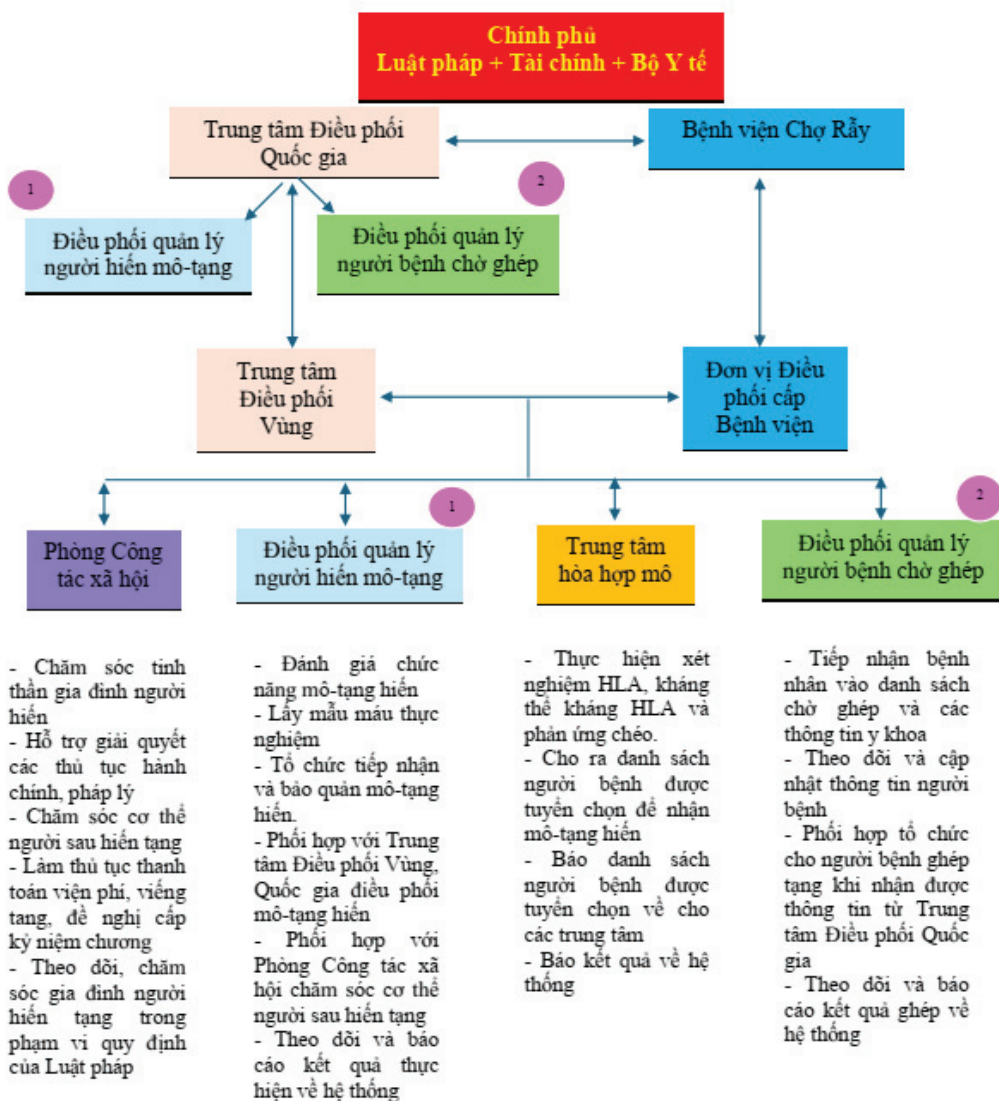 Chính phủ
Luật pháp + Tài chính + Bộ Y tế
Trung tâm Điều phối
Quốc gia
Bệnh viện Chợ Rẫy
1
2
Điều phối quản lý
người hiến mô-tạng
Điều phối quản lý
người bệnh chờ ghép
Trung tâm
Điều phối
Vùng
Đơn vị Điều
phối cấp
Bệnh viện
1
2
Phòng Công
tác xã hội
Điều phối quản lý
người hiến mô-tạng
Trung tâm
hòa hợp mô
Điều phối quản lý
người bệnh chờ ghép
- Chăm sóc tinh
thần gia đình người
hiến
- Hỗ trợ giải quyết
các thủ tục hành
chính, pháp lý
- Chăm sóc cơ thể
người sau hiến tạng
- Làm thủ tục thanh
toán viện phí, viếng
tang, đề nghị cấp
kỷ niệm chương
- Theo dõi, chăm
sóc gia đình người
hiến tạng trong
phạm vi quy định
của Luật pháp
- Đánh giá chức
năng mô-tạng hiến
- Lấy mẫu máu thực
nghiệm
- Tổ chức tiếp nhận
và bảo quản mô-tạng
hiến.
- Phối hợp với Trung
tâm Điều phối Vùng,
Quốc gia điều phối
mô-tạng hiến
- Phối hợp với
Phòng Công tác xã
hội chăm sóc cơ thể
người sau hiến tạng
- Theo dõi và báo
cáo kết quả thực
hiện về hệ thống
- Thực hiện xét
nghiệm HLA, kháng
thể kháng HLA và
phản ứng chéo.
- Cho ra danh sách
người bệnh được
tuyển chọn để nhận
mô-tạng hiến
- Báo danh sách
người bệnh được
tuyển chọn về cho
các trung tâm
- Báo kết quả về hệ
thống
- Tiếp nhận bệnh
nhân vào danh sách
chờ ghép và các
thông tin y khoa
- Theo dõi và cập
nhật thông tin người
bệnh
- Phối hợp tổ chức
cho người bệnh ghép
tạng khi nhận được
thông tin từ Trung
tâm Điều phối Quốc
gia
- Theo dõi và báo
cáo kết quả ghép về
hệ thống